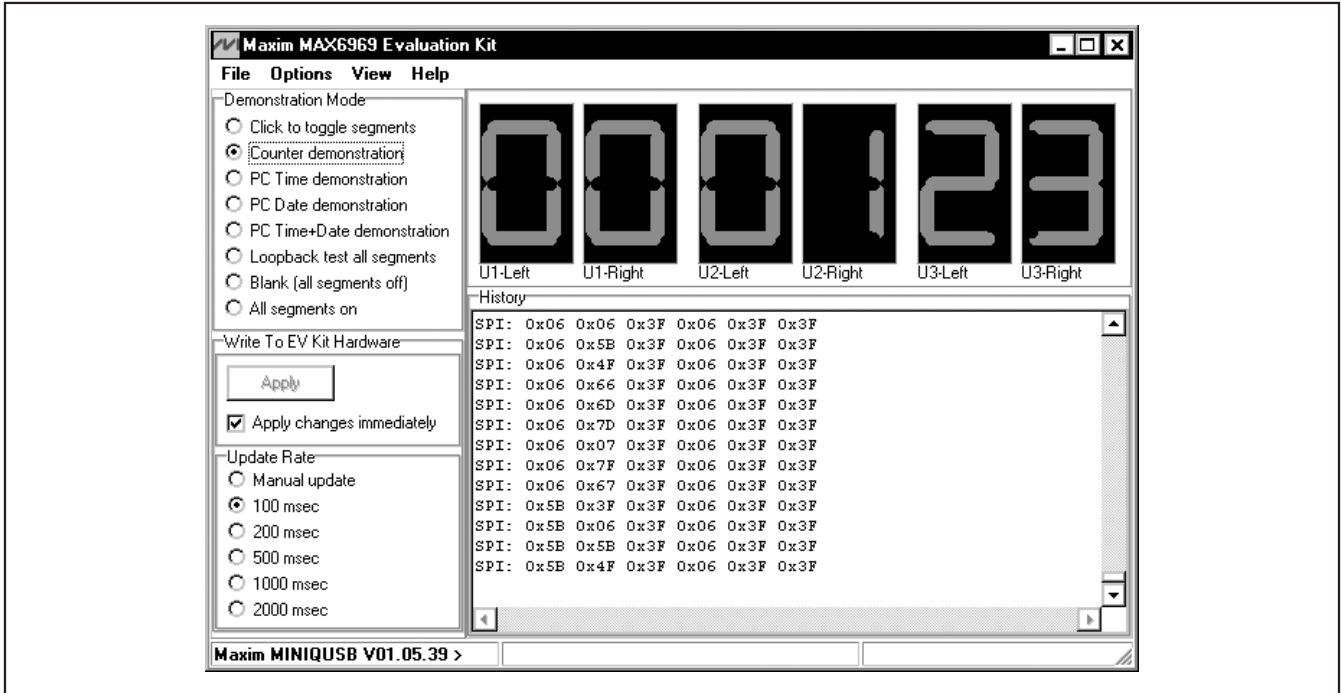 Maxim MAX6969 Evaluation Kit
File Options View Help
Demonstration Mode
Click to toggle segments
Counter demonstration
PC Time demonstration
PC Date demonstration
PC Time+Date demonstration
Loopback test all segments
Blank (all segments off)
All segments on
Write To EV Kit Hardware
Apply
Apply changes immediately
Update Rate
Manual update
100 msec
200 msec
500 msec
1000 msec
2000 msec
0 0 0 1 2 3
U1-Left U1-Right U2-Left U2-Right U3-Left U3-Right
History
SPI: 0x06 0x06 0x3F 0x06 0x3F 0x3F
SPI: 0x06 0x5B 0x3F 0x06 0x3F 0x3F
SPI: 0x06 0x4F 0x3F 0x06 0x3F 0x3F
SPI: 0x06 0x66 0x3F 0x06 0x3F 0x3F
SPI: 0x06 0x6D 0x3F 0x06 0x3F 0x3F
SPI: 0x06 0x7D 0x3F 0x06 0x3F 0x3F
SPI: 0x06 0x07 0x3F 0x06 0x3F 0x3F
SPI: 0x06 0x7F 0x3F 0x06 0x3F 0x3F
SPI: 0x06 0x67 0x3F 0x06 0x3F 0x3F
SPI: 0x5B 0x3F 0x3F 0x06 0x3F 0x3F
SPI: 0x5B 0x06 0x3F 0x06 0x3F 0x3F
SPI: 0x5B 0x5B 0x3F 0x06 0x3F 0x3F
SPI: 0x5B 0x4F 0x3F 0x06 0x3F 0x3F
Maxim MINIQUSB V01.05.39 >